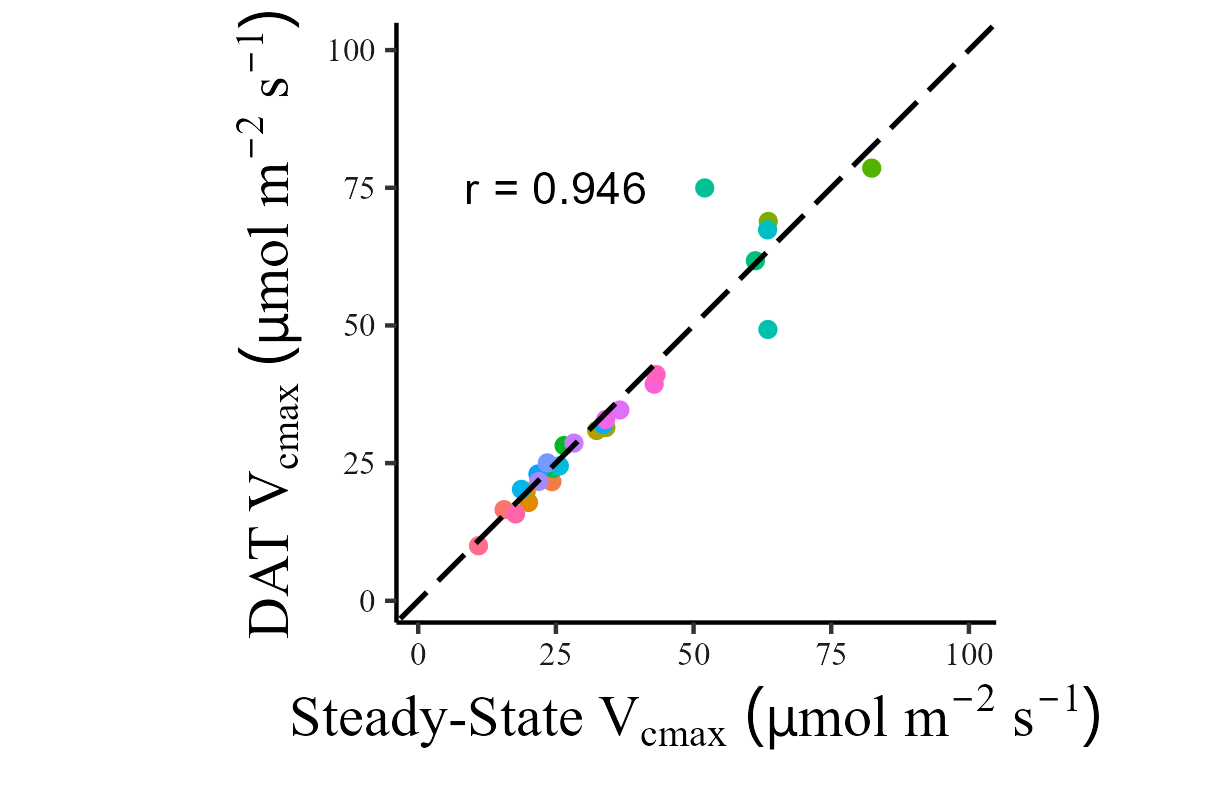 DAT Vcmax (μmol m−2 s−1)
100
75
50
25
0
r = 0.946
0 25 50 75 100
Steady-State Vcmax (μmol m−2 s−1)